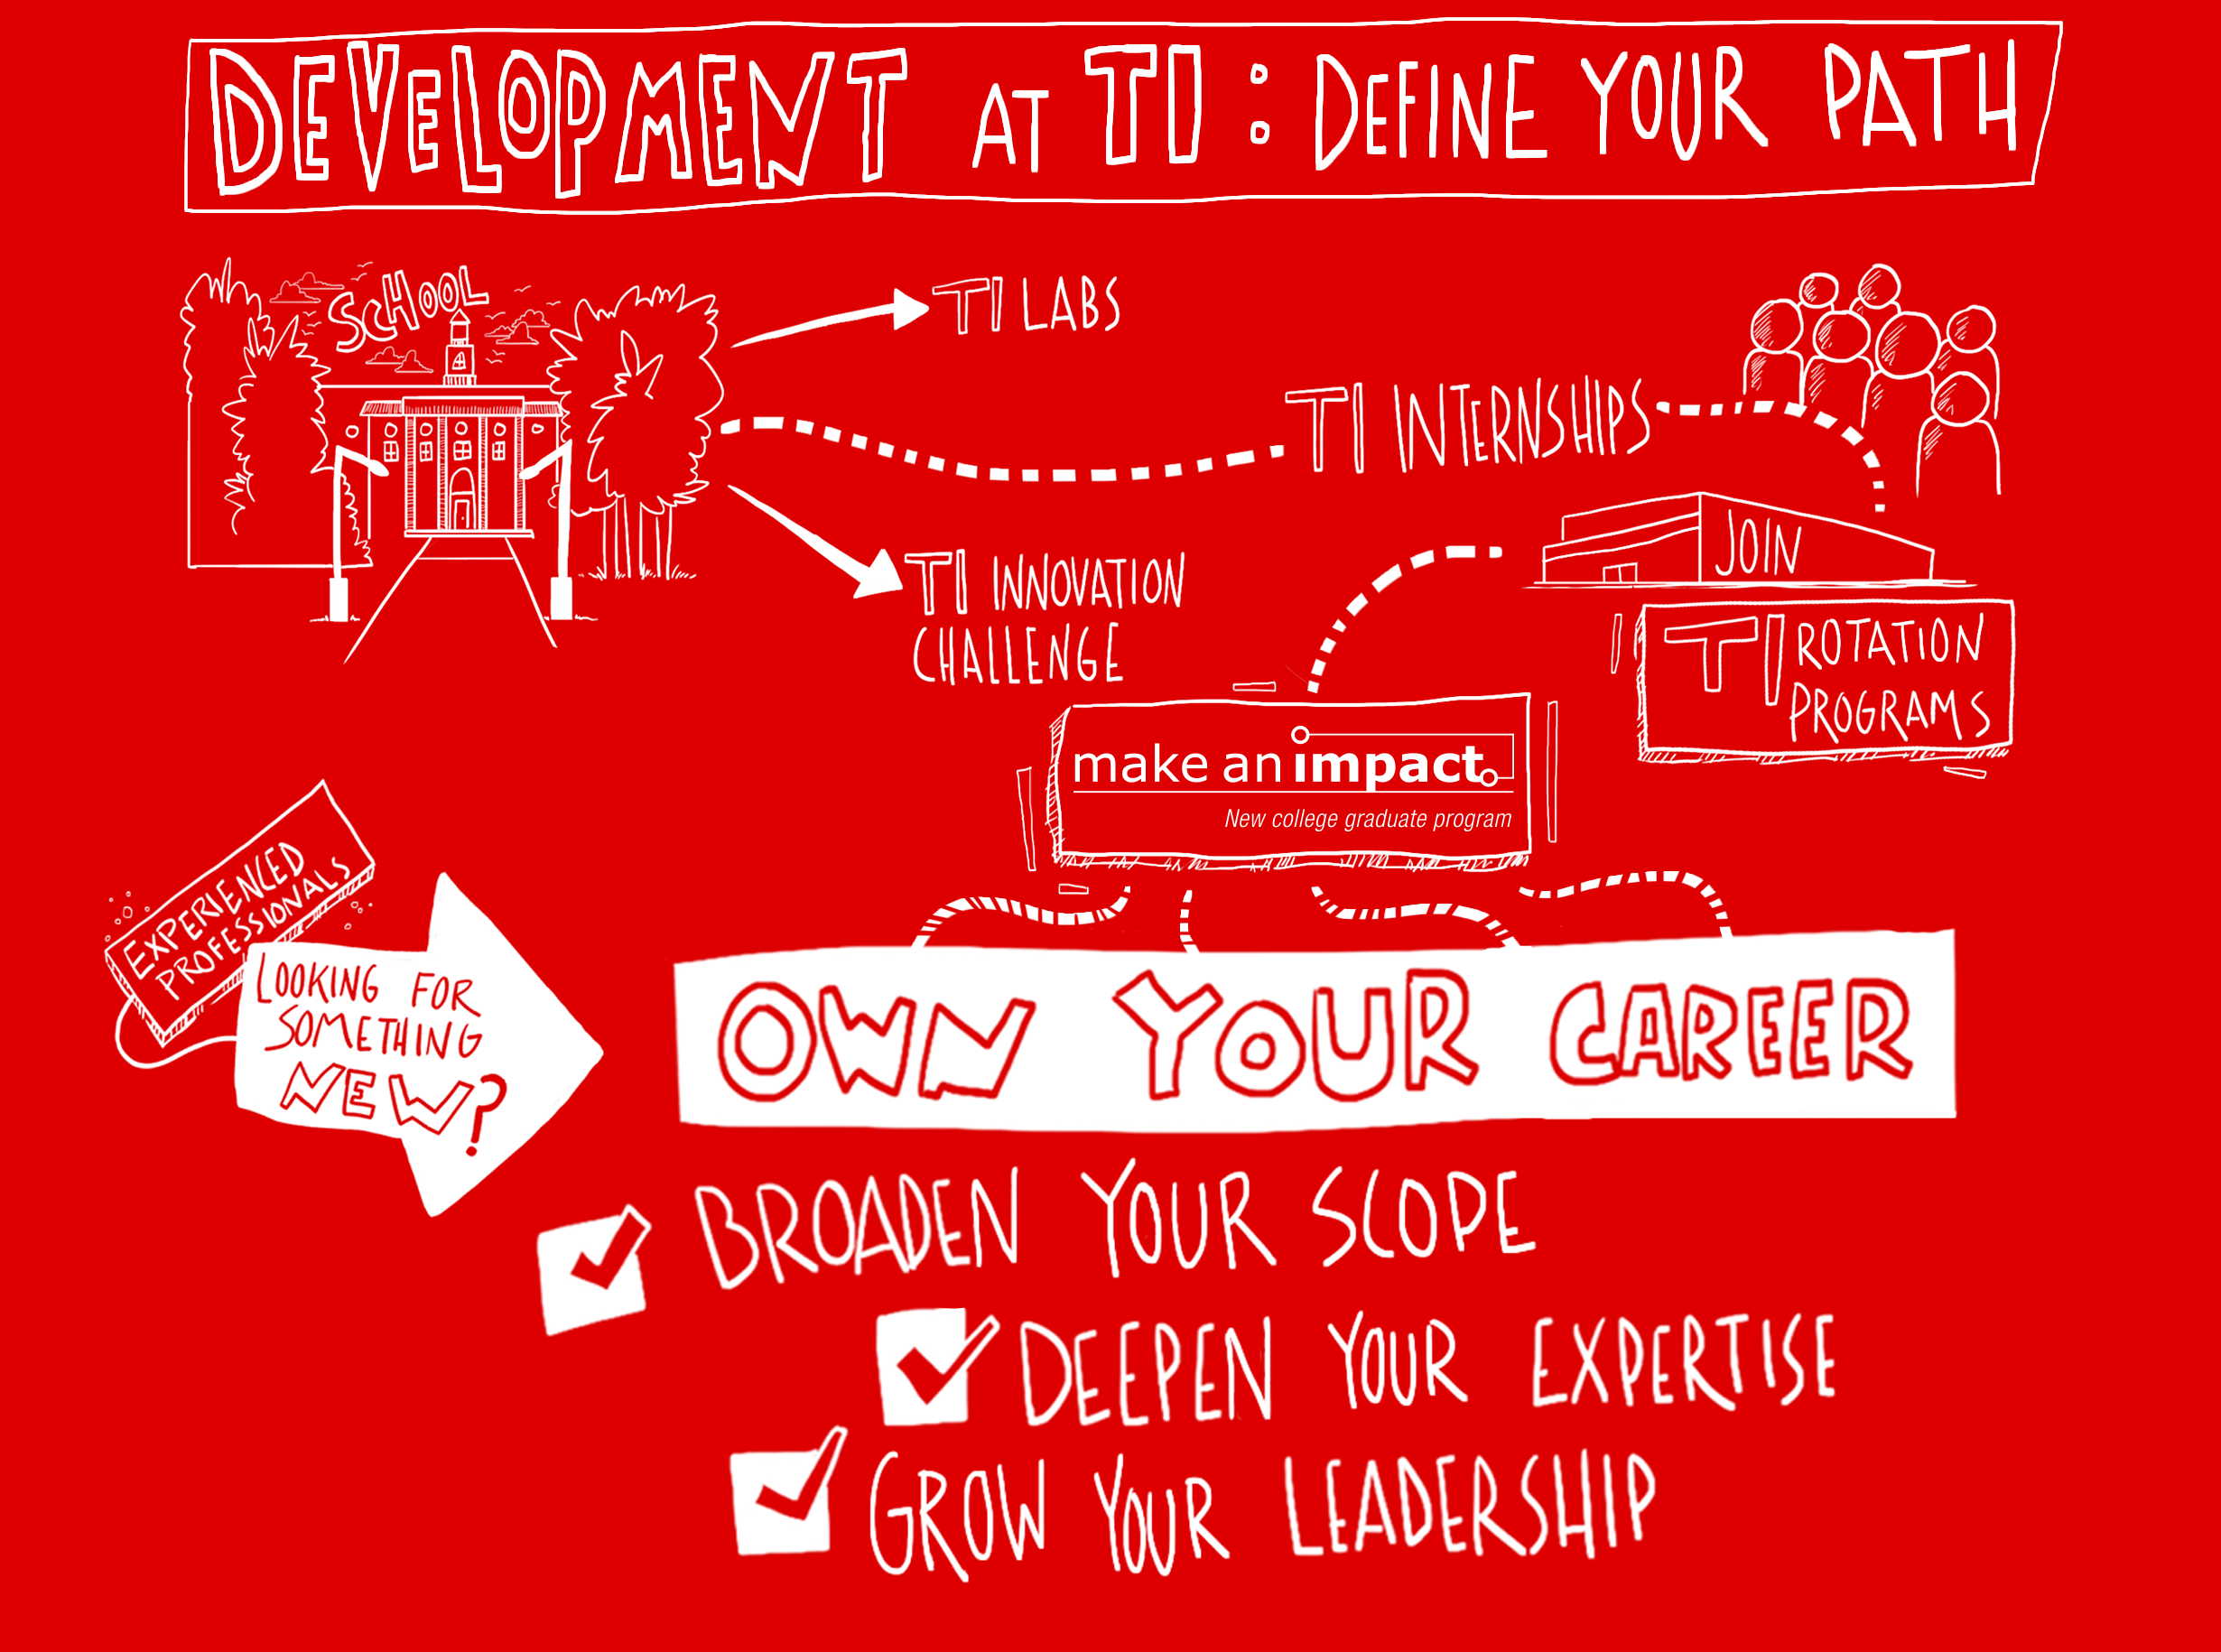 DEVELOPMENT AT TI : DEFINE YOUR PATH
SCHOOL
TI LABS
TI INTERNSHIPS
TI INNOVATION
CHALLENGE
JOIN
TI ROTATION
PROGRAMS
make an impact
New college graduate program
EXPERIENCED
PROFESSIONALS
LOOKING FOR
SOMETHING
NEW?
OWN YOUR CAREER
BROADEN YOUR SCOPE
DEEPEN YOUR EXPERTISE
GROW YOUR LEADERSHIP